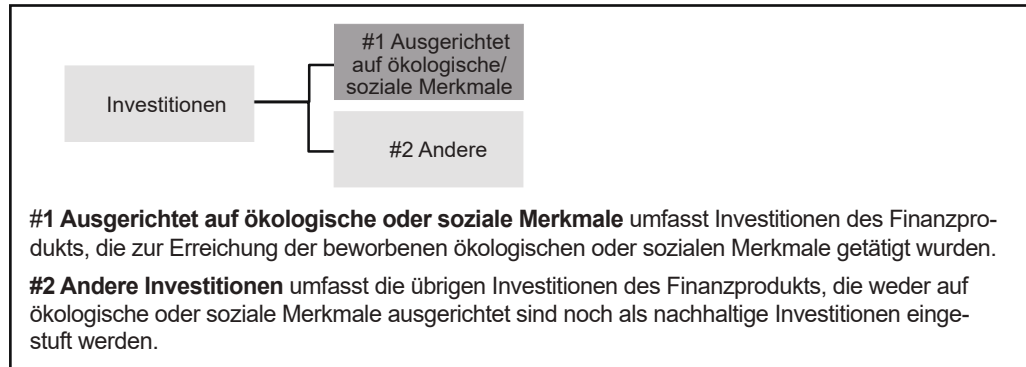 #1 Ausgerichtet
auf ökologische/
soziale Merkmale
Investitionen
#2 Andere
#1 Ausgerichtet auf ökologische oder soziale Merkmale umfasst Investitionen des Finanzpro-
dukts, die zur Erreichung der beworbenen ökologischen oder sozialen Merkmale getätigt wurden.
#2 Andere Investitionen umfasst die übrigen Investitionen des Finanzprodukts, die weder auf
ökologische oder soziale Merkmale ausgerichtet sind noch als nachhaltige Investitionen einge-
stuft werden.